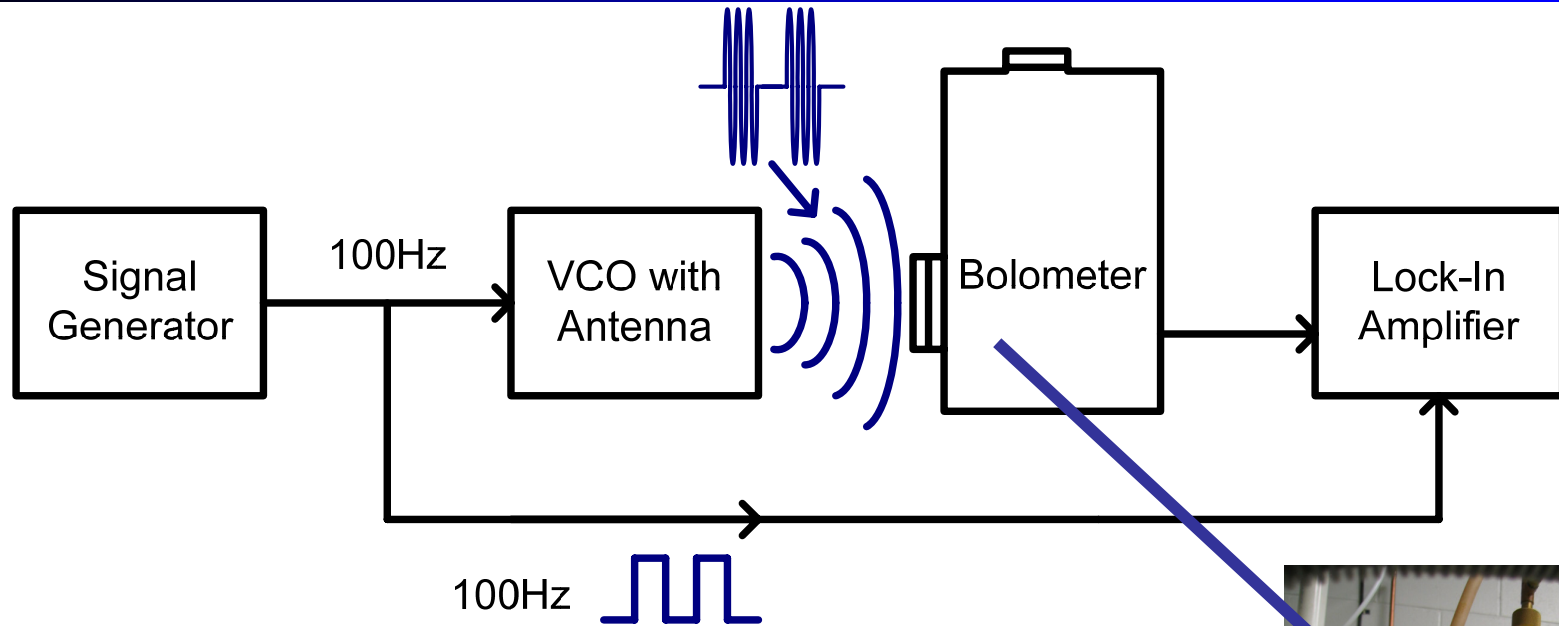 100Hz
Signal
Generator
VCO with
Antenna
Bolometer
Lock-In
Amplifier
100Hz